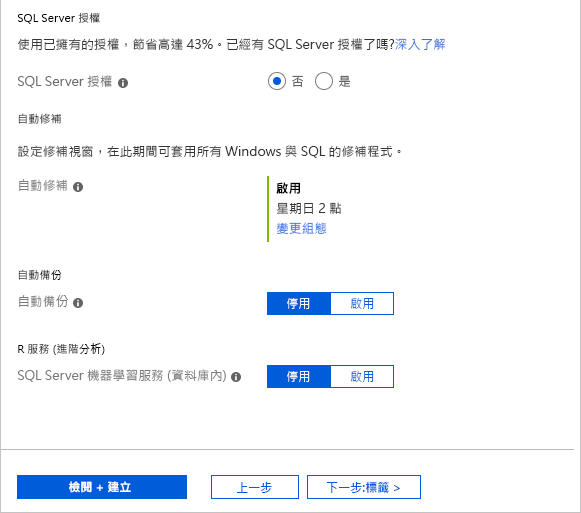 SQL Server 授權
使用已擁有的授權，節省高達 43%。已經有 SQL Server 授權了嗎?深入了解
SQL Server 授權
否
是
自動修補
設定修補視窗，在此期間可套用所有 Windows 與 SQL 的修補程式。
自動修補
啟用
星期日 2 點
變更組態
自動備份
自動備份
停用
啟用
R 服務 (進階分析)
SQL Server 機器學習服務 (資料庫內)
停用
啟用
檢閱 + 建立
上一步
下一步:標籤 >